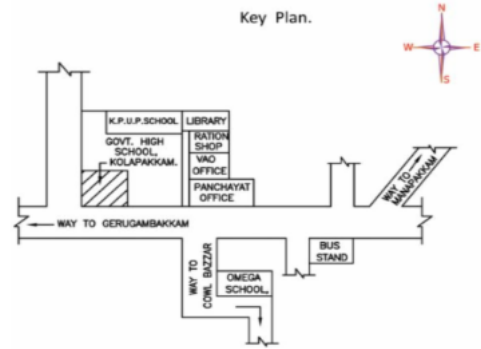 Key Plan.
N
W
E
S
K.P.U.P.SCHOOL
LIBRARY
GOVT. HIGH
SCHOOL,
KOLAPAKKAM.
RATION
SHOP
VAO
OFFICE
PANCHAYAT
OFFICE
WAY TO
MANAPAKKAM
WAY TO GERUGAMBAKKAM
WAY TO
COWL BAZZAR
OMEGA
SCHOOL,
BUS
STAND